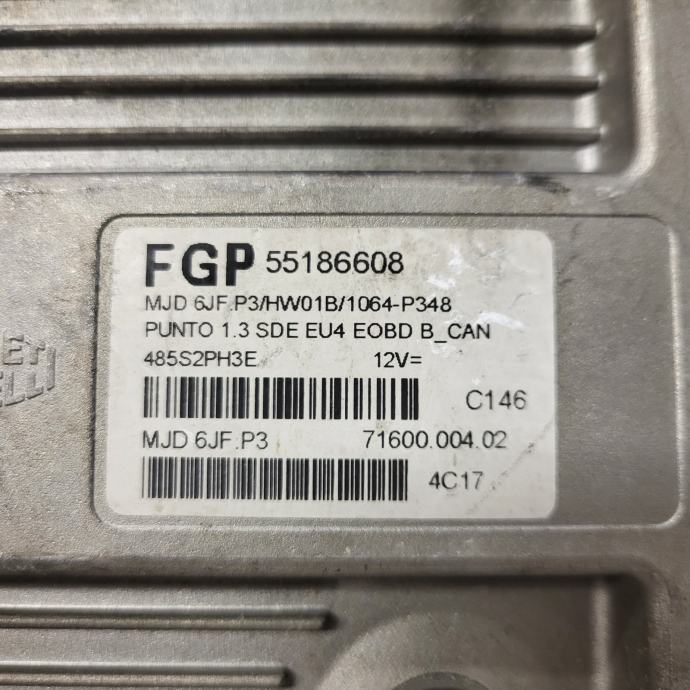 FGP 55186608
MJD 6JF.P3/HW01B/1064-P348
PUNTO 1.3 SDE EU4 EOBD B_CAN
485S2PH3E 12V=
C146
MJD 6JF.P3 71600.004.02
4C17